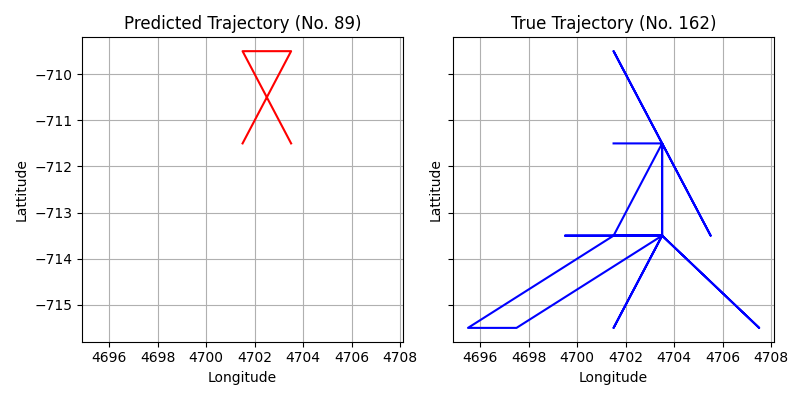 Predicted Trajectory (No. 89)
True Trajectory (No. 162)
Lattitude
−710
−711
−712
−713
−714
−715
4696 4698 4700 4702 4704 4706 4708
Longitude
Lattitude
4696 4698 4700 4702 4704 4706 4708
Longitude